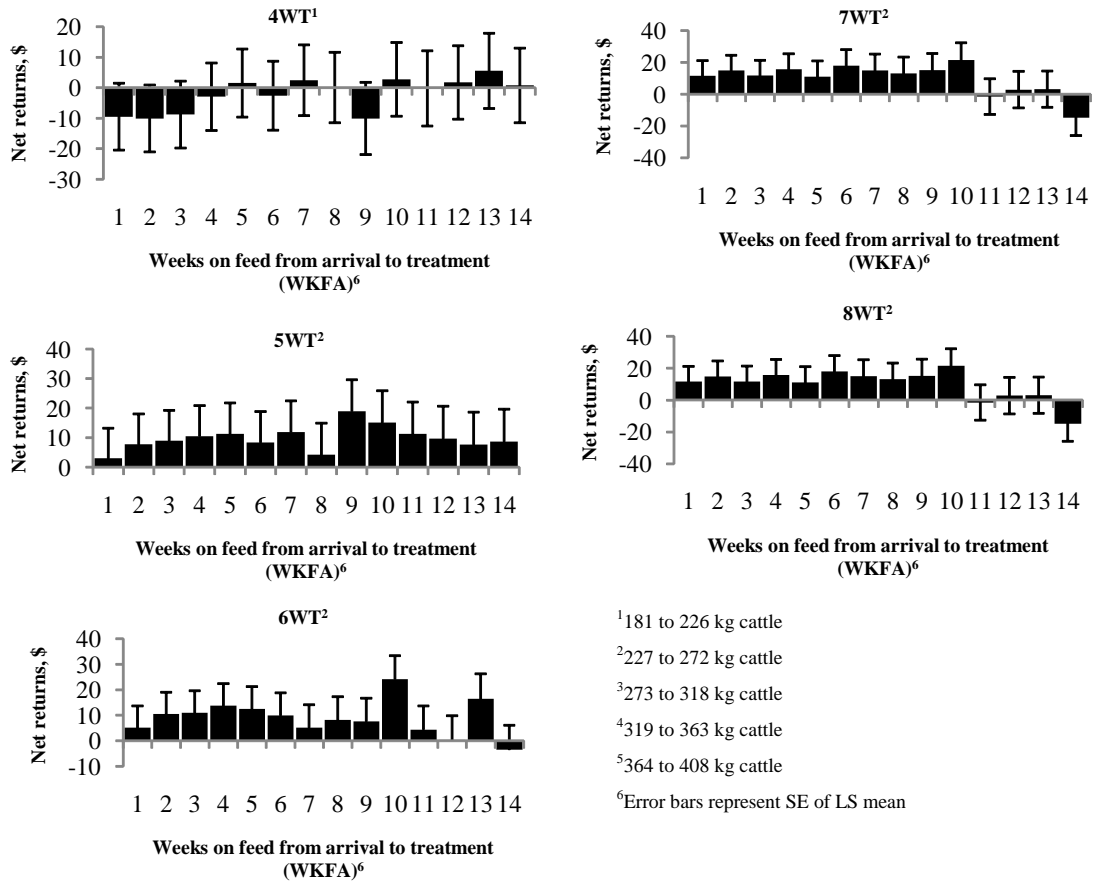 4WT¹
Net returns, $
20
10
0
-10
-20
-30
1 2 3 4 5 6 7 8 9 10 11 12 13 14
Weeks on feed from arrival to treatment
(WKFA)⁶
5WT²
Net returns, $
40
30
20
10
0
1 2 3 4 5 6 7 8 9 10 11 12 13 14
Weeks on feed from arrival to treatment
(WKFA)⁶
6WT²
Net returns, $
40
30
20
10
0
-10
1 2 3 4 5 6 7 8 9 10 11 12 13 14
Weeks on feed from arrival to treatment
(WKFA)⁶
7WT²
Net returns, $
40
20
0
-20
-40
1 2 3 4 5 6 7 8 9 10 11 12 13 14
Weeks on feed from arrival to treatment
(WKFA)⁶
8WT²
Net returns, $
40
20
0
-20
-40
1 2 3 4 5 6 7 8 9 10 11 12 13 14
Weeks on feed from arrival to treatment
(WKFA)⁶
¹181 to 226 kg cattle
²227 to 272 kg cattle
³273 to 318 kg cattle
⁴319 to 363 kg cattle
⁵364 to 408 kg cattle
⁶Error bars represent SE of LS mean